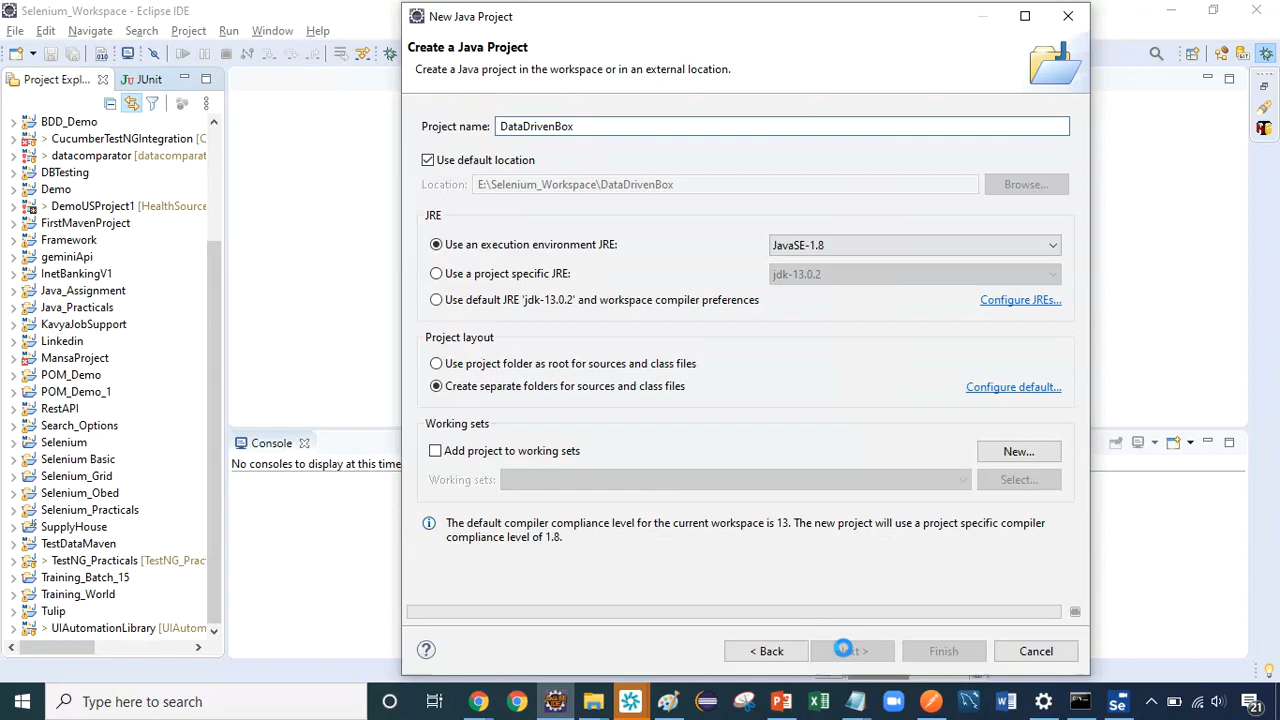 Selenium_Workspace - Eclipse IDE
File Edit Navigate Search Project Run Window Help
Project Expl...
JUnit
BDD_Demo
> CucumberTestNGIntegration [C
> datacomparator [datacomparat
DBTesting
Demo
> DemoUSProject1 [HealthSource
FirstMavenProject
Framework
geminiApi
InetBankingV1
Java_Assignment
Java_Practicals
KavyaJobSupport
Linkedin
MansaProject
POM_Demo
POM_Demo_1
RestAPI
Search_Options
Selenium
Selenium Basic
Selenium_Grid
Selenium_Obed
Selenium_Practicals
SupplyHouse
TestDataMaven
> TestNG_Practicals [TestNG_Pract
Training_Batch_15
Training_World
Tulip
> UIAutomationLibrary [UIAutom
Console
No consoles to display at this time
New Java Project
Create a Java Project
Create a Java project in the workspace or in an external location.
Project name: DataDrivenBox
Use default location
Location: E:\Selenium_Workspace\DataDrivenBox Browse...
JRE
Use an execution environment JRE: JavaSE-1.8
Use a project specific JRE: jdk-13.0.2
Use default JRE 'jdk-13.0.2' and workspace compiler preferences Configure JREs...
Project layout
Use project folder as root for sources and class files
Create separate folders for sources and class files Configure default...
Working sets
Add project to working sets New...
Working sets: Select...
The default compiler compliance level for the current workspace is 13. The new project will use a project specific compiler
compliance level of 1.8.
< Back Finish Cancel
Type here to search
ENG
21